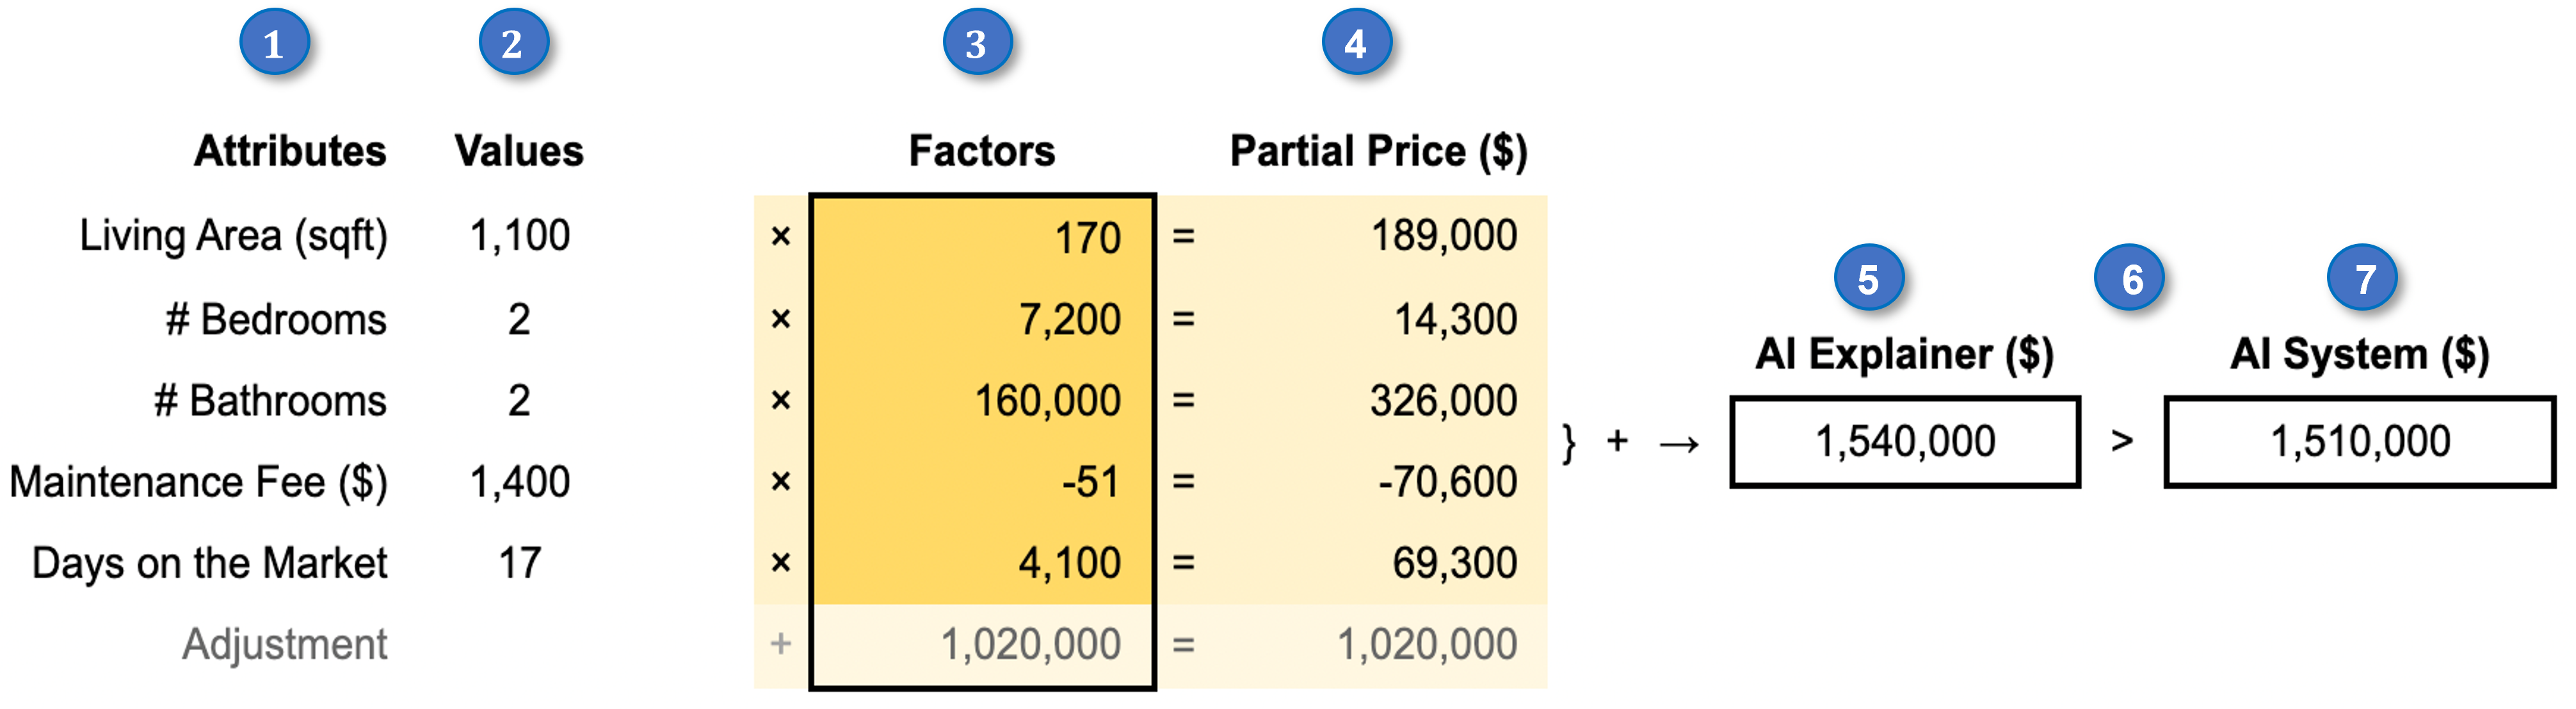 1 2 3 4
Attributes Values Factors Partial Price ($)
Living Area (sqft) 1,100 × 170 = 189,000
# Bedrooms 2 × 7,200 = 14,300
5 6 7
AI Explainer ($) AI System ($)
# Bathrooms 2 × 160,000 = 326,000
} + → 1,540,000 > 1,510,000
Maintenance Fee ($) 1,400 × -51 = -70,600
Days on the Market 17 × 4,100 = 69,300
Adjustment + 1,020,000 = 1,020,000